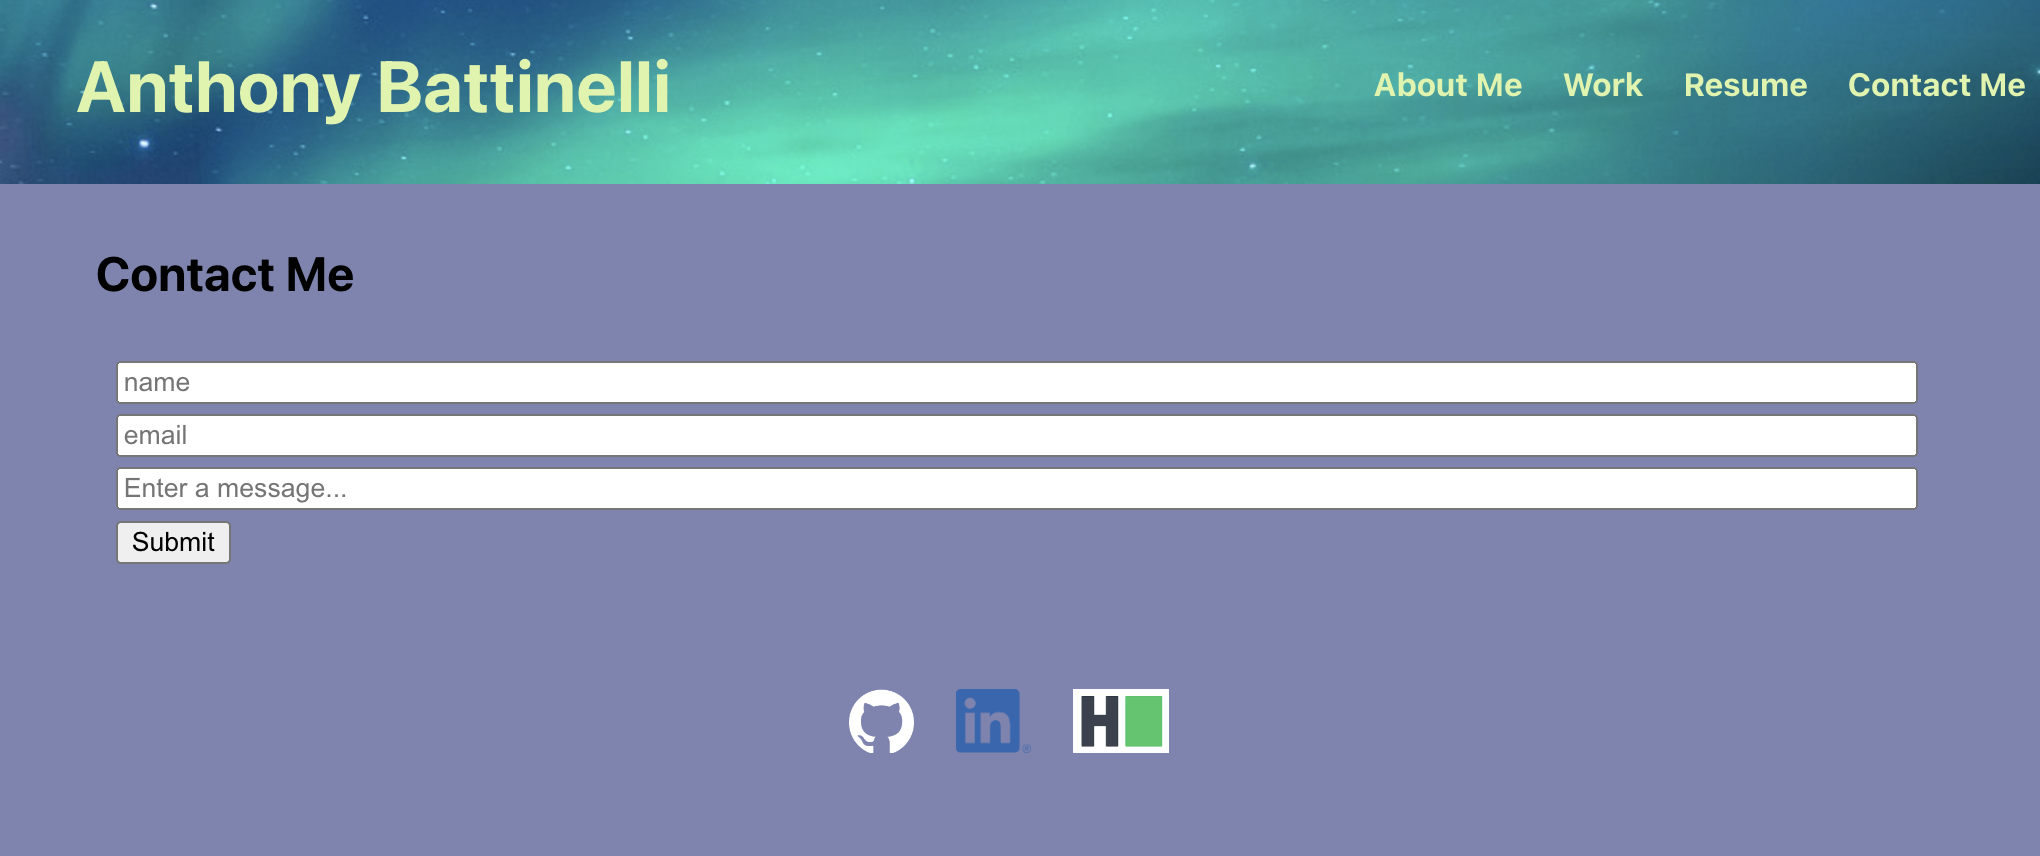 Anthony Battinelli
About Me Work Resume Contact Me
Contact Me
name
email
Enter a message...
Submit
in ® H